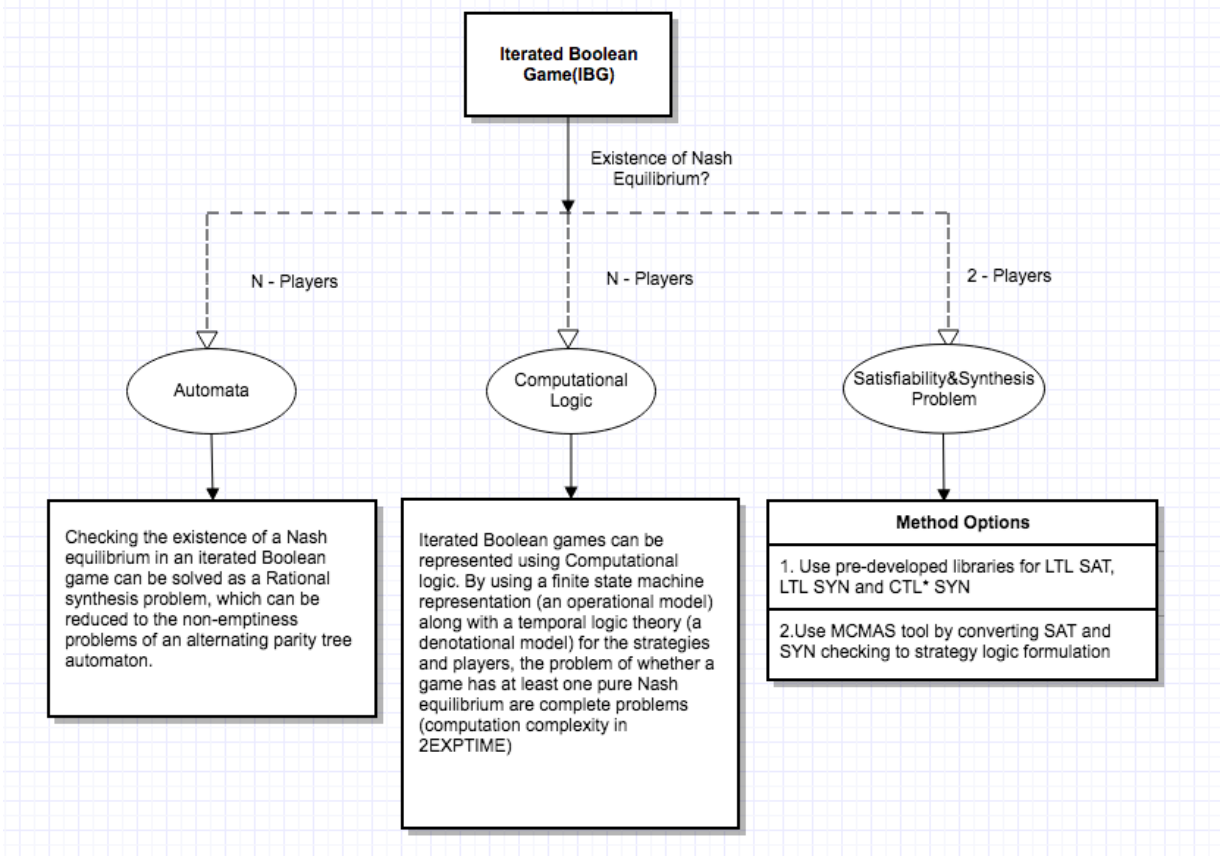 Iterated Boolean
Game(IBG)
Existence of Nash
Equilibrium?
N - Players
N - Players
2 - Players
Automata
Computational
Logic
Satisfiability&Synthesis
Problem
Checking the existence of a Nash
equilibrium in an iterated Boolean
game can be solved as a Rational
synthesis problem, which can be
reduced to the non-emptiness
problems of an alternating parity tree
automaton.
Iterated Boolean games can be
represented using Computational
logic. By using a finite state machine
representation (an operational model)
along with a temporal logic theory (a
denotational model) for the strategies
and players, the problem of whether a
game has at least one pure Nash
equilibrium are complete problems
(computation complexity in
2EXPTIME)
Method Options
1. Use pre-developed libraries for LTL SAT,
LTL SYN and CTL* SYN
2.Use MCMAS tool by converting SAT and
SYN checking to strategy logic formulation